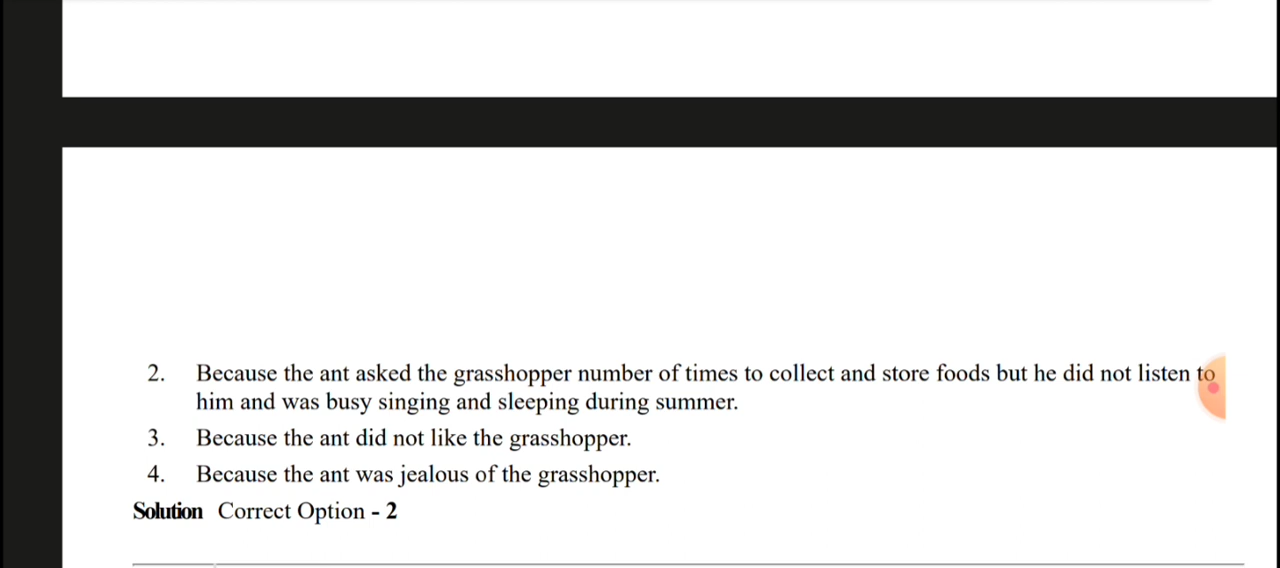 2. Because the ant asked the grasshopper number of times to collect and store foods but he did not listen to
him and was busy singing and sleeping during summer.
3. Because the ant did not like the grasshopper.
4. Because the ant was jealous of the grasshopper.
Solution Correct Option - 2